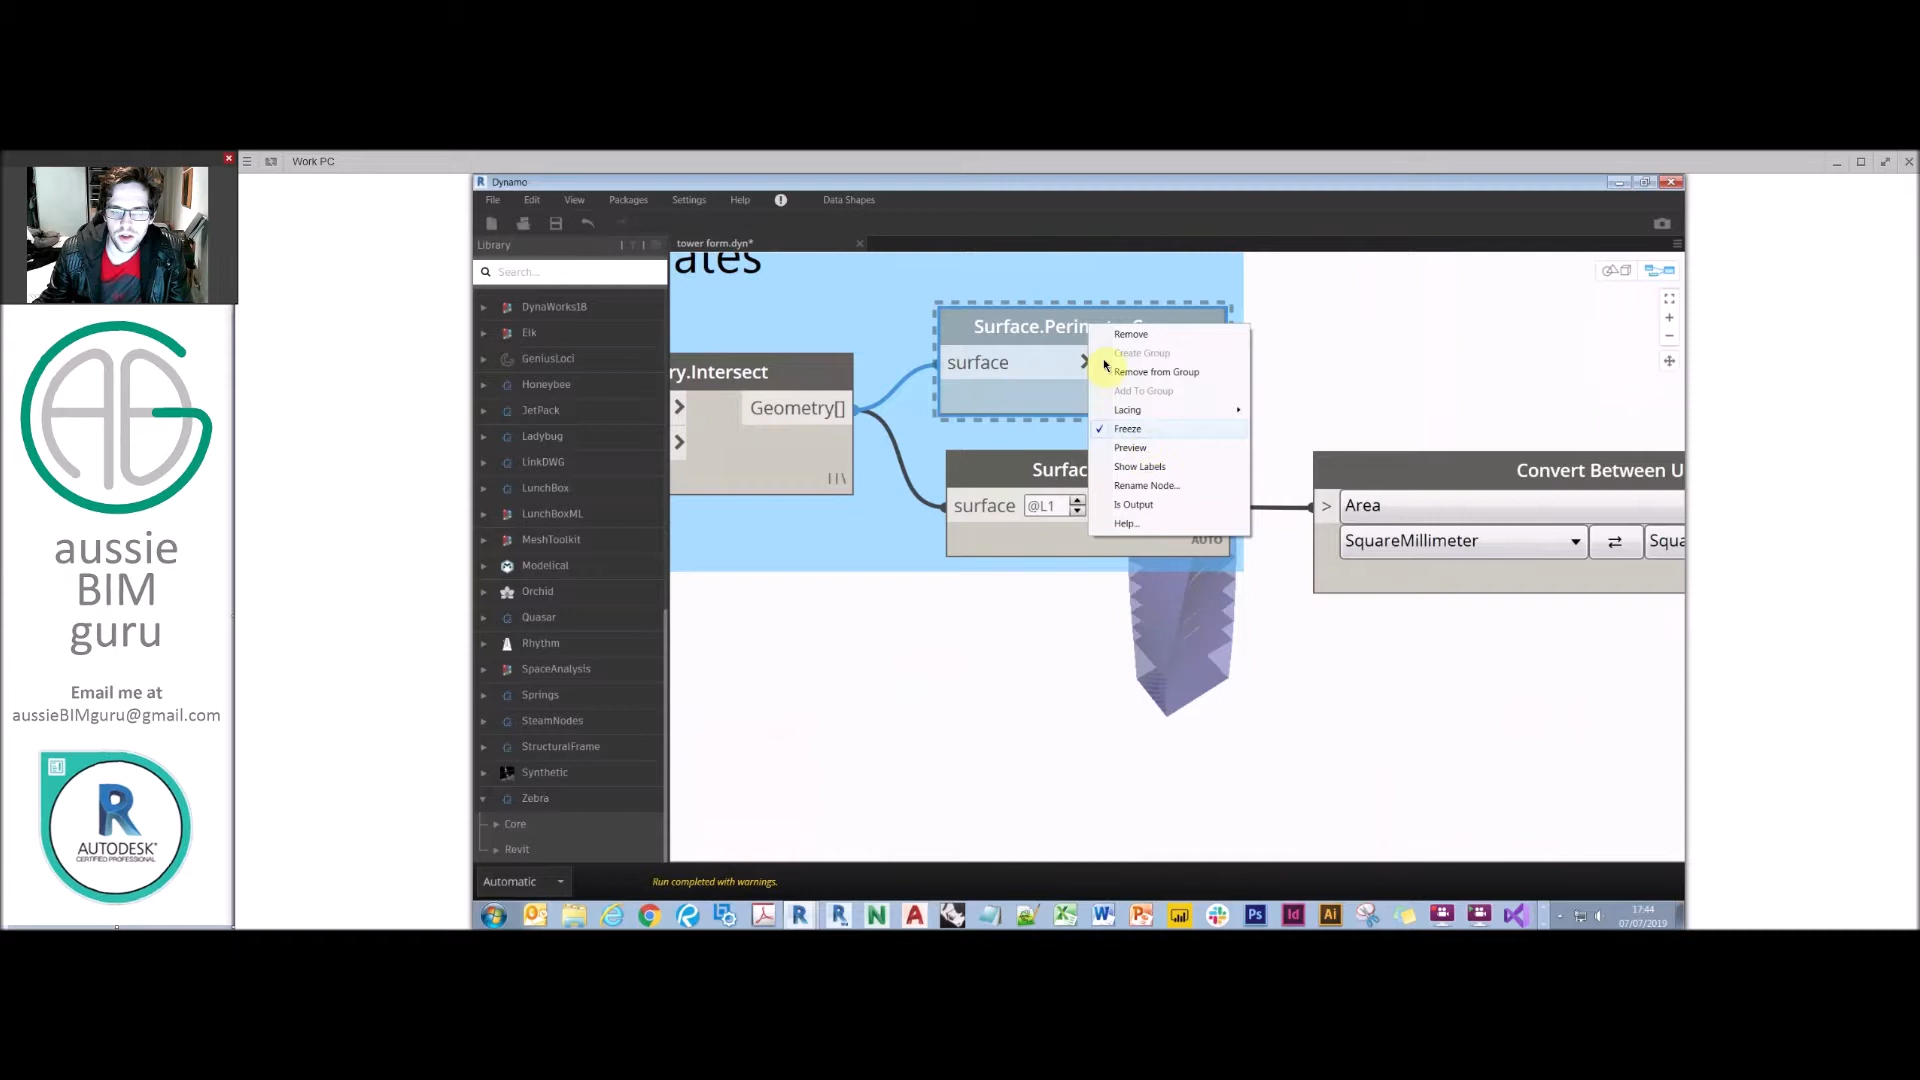 Work PC
Dynamo
File Edit View Packages Settings Help Data Shapes
Library
tower form.dyn*
Search...
DynaWorks18
Elk
GeniusLoci
Honeybee
JetPack
Ladybug
LinkDWG
LunchBox
LunchBoxML
MeshToolkit
Modelical
Orchid
Quasar
Rhythm
SpaceAnalysis
Springs
SteamNodes
StructuralFrame
Synthetic
Zebra
Core
Revit
ates
ry.Intersect
Geometry[]
Surface.Perim
surface >
Surfac
surface @L1
AUTO
Remove
Create Group
Remove from Group
Add To Group
Lacing
Freeze
Preview
Show Labels
Rename Node...
Is Output
Help...
Convert Between U
> Area
SquareMillimeter
Squa
Automatic
Run completed with warnings.
17:44
07/07/2019
aussie
BIM
guru
Email me at
aussieBIMguru@gmail.com
R
AUTODESK
CERTIFIED PROFESSIONAL